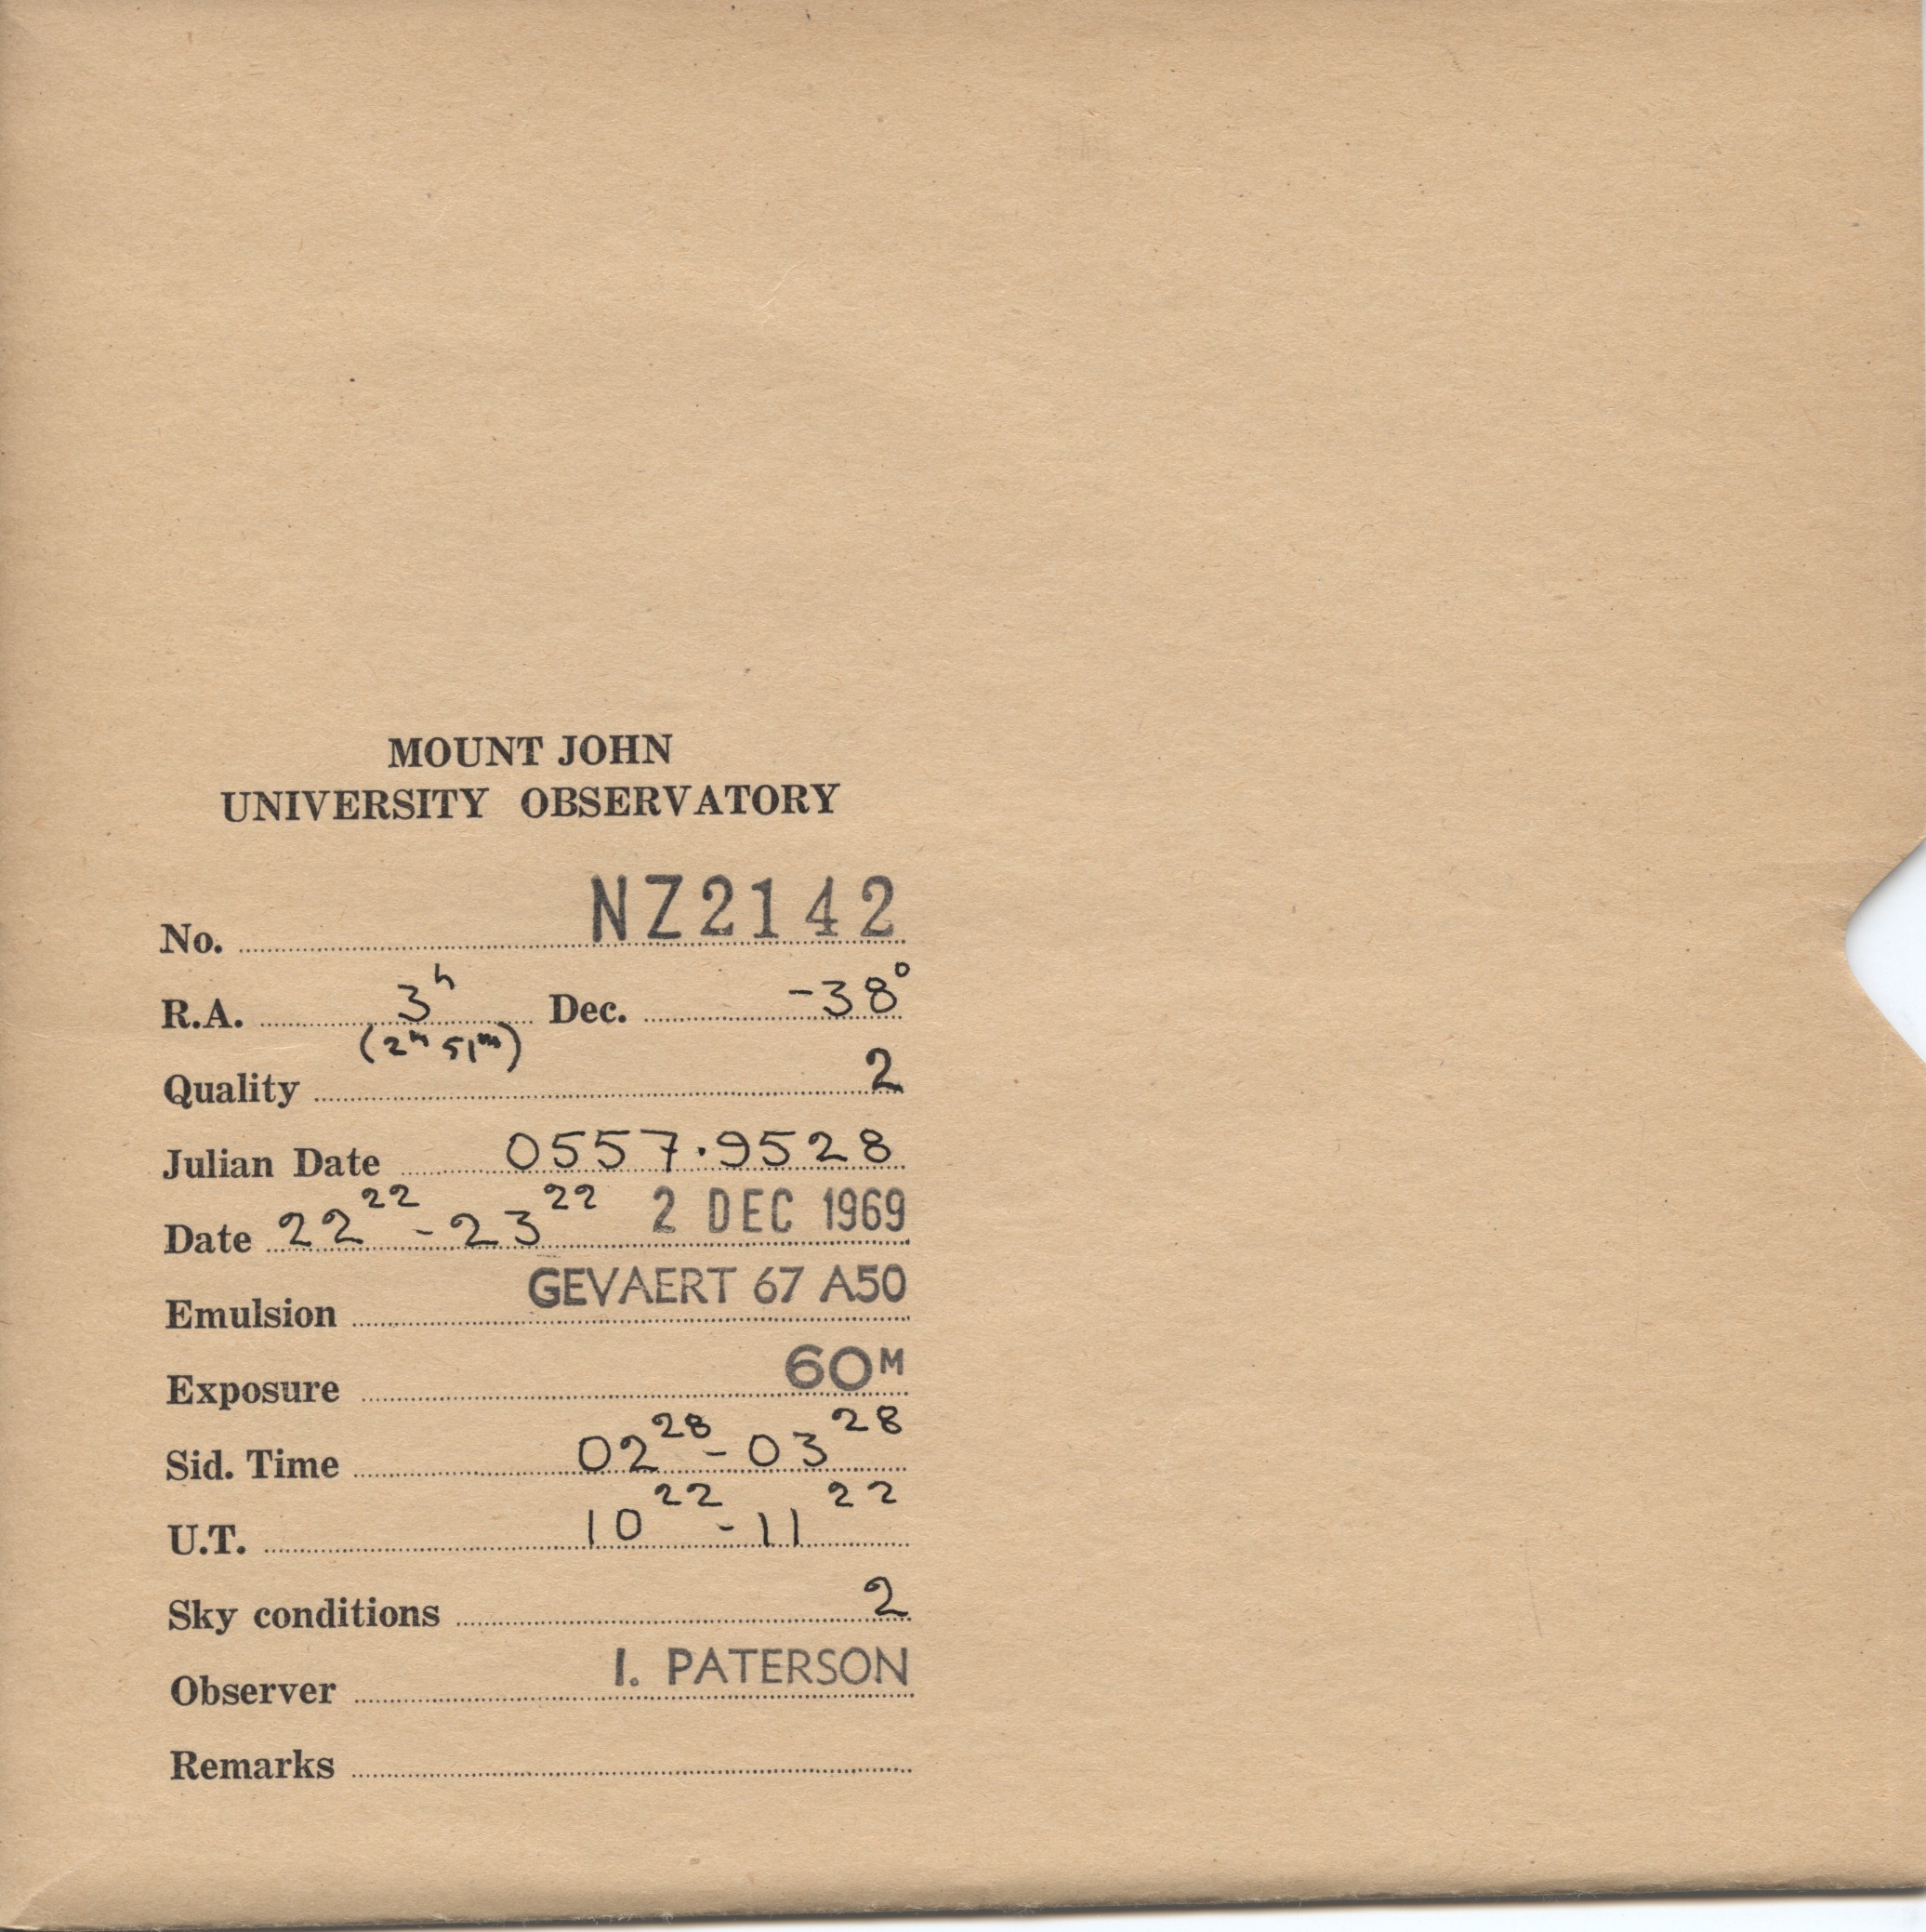 MOUNT JOHN
UNIVERSITY OBSERVATORY
No. NZ2142
R.A. 3ʰ Dec. -38°
(2ʰ 51ᵐ)
Quality 2
Julian Date 0557.9528
Date 22²² - 23²² 2 DEC 1969
Emulsion GEVAERT 67 A50
Exposure 60ᴹ
Sid. Time 02²⁸ - 03²⁸
U.T. 10²² - 11²²
Sky conditions 2
Observer I. PATERSON
Remarks